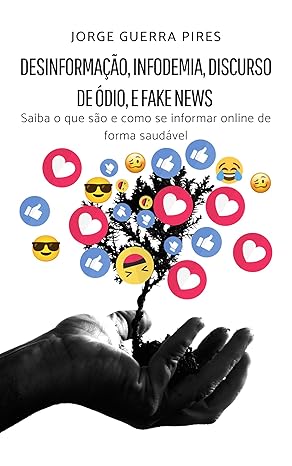 JORGE GUERRA PIRES
DESINFORMAÇÃO, INFODEMIA, DISCURSO
DE ÓDIO, E FAKE NEWS
Saiba o que são e como se informar online de
forma saudável